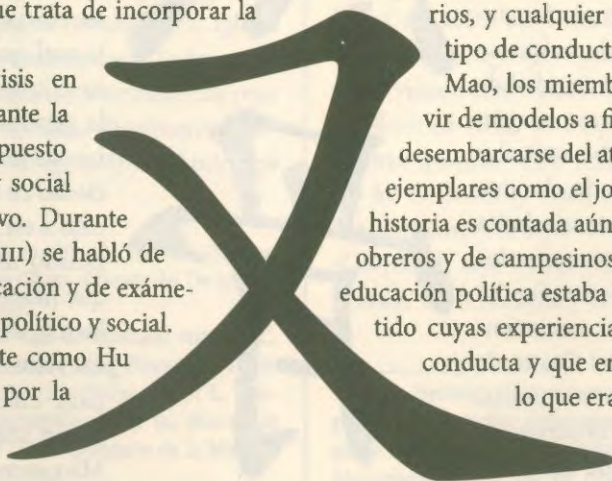 ue trata de incorporar la
isis en
ante la
puesto
social
vo. Durante
III) se habló de
cación y de exáme-
político y social.
te como Hu
por la
又
rios, y cualquier
tipo de conduct
Mao, los miemb
vir de modelos a fi
desembarcarse del at
ejemplares como el jo
historia es contada aún
obreros y de campesinos
educación política estaba
tido cuyas experiencia
conducta y que en
lo que era